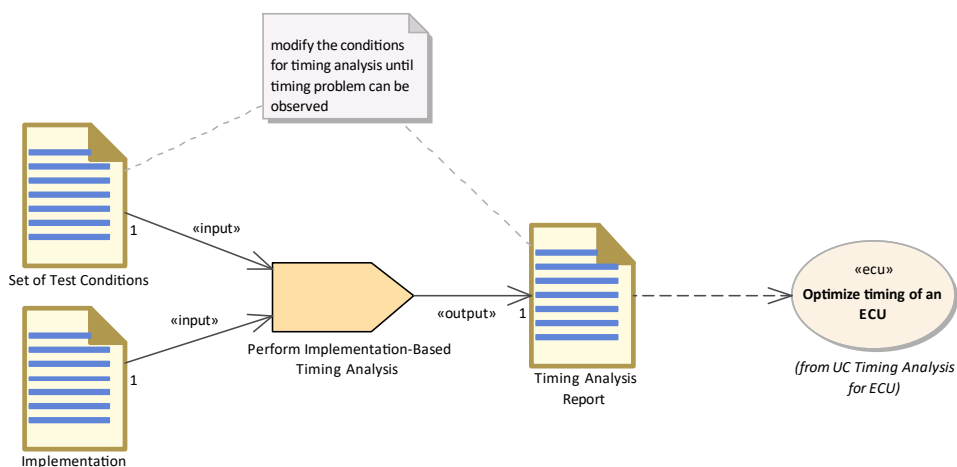 modify the conditions
for timing analysis until
timing problem can be
observed
1
«input»
Set of Test Conditions
«input»
1
Implementation
Perform Implementation-Based
Timing Analysis
«output»
1
Timing Analysis
Report
«ecu»
Optimize timing of an
ECU
(from UC Timing Analysis
for ECU)